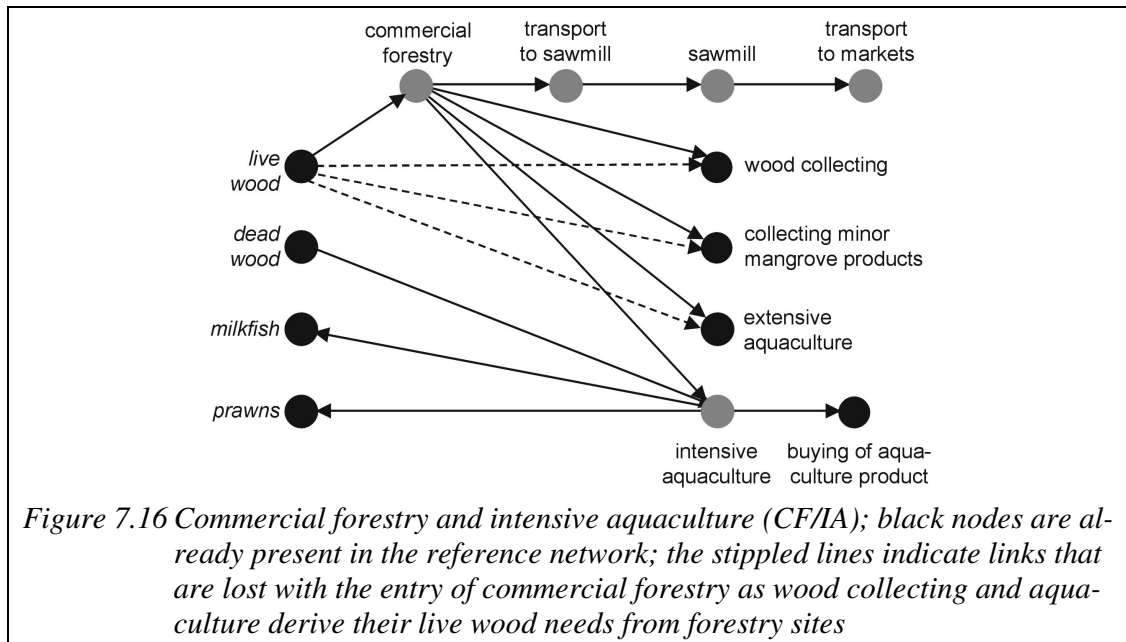 commercial
forestry
transport
to sawmill
sawmill
transport
to markets
live
wood
wood collecting
dead
wood
collecting minor
mangrove products
milkfish
extensive
aquaculture
prawns
intensive
aquaculture
buying of aqua-
culture product
Figure 7.16 Commercial forestry and intensive aquaculture (CF/IA); black nodes are al-
ready present in the reference network; the stippled lines indicate links that
are lost with the entry of commercial forestry as wood collecting and aqua-
culture derive their live wood needs from forestry sites